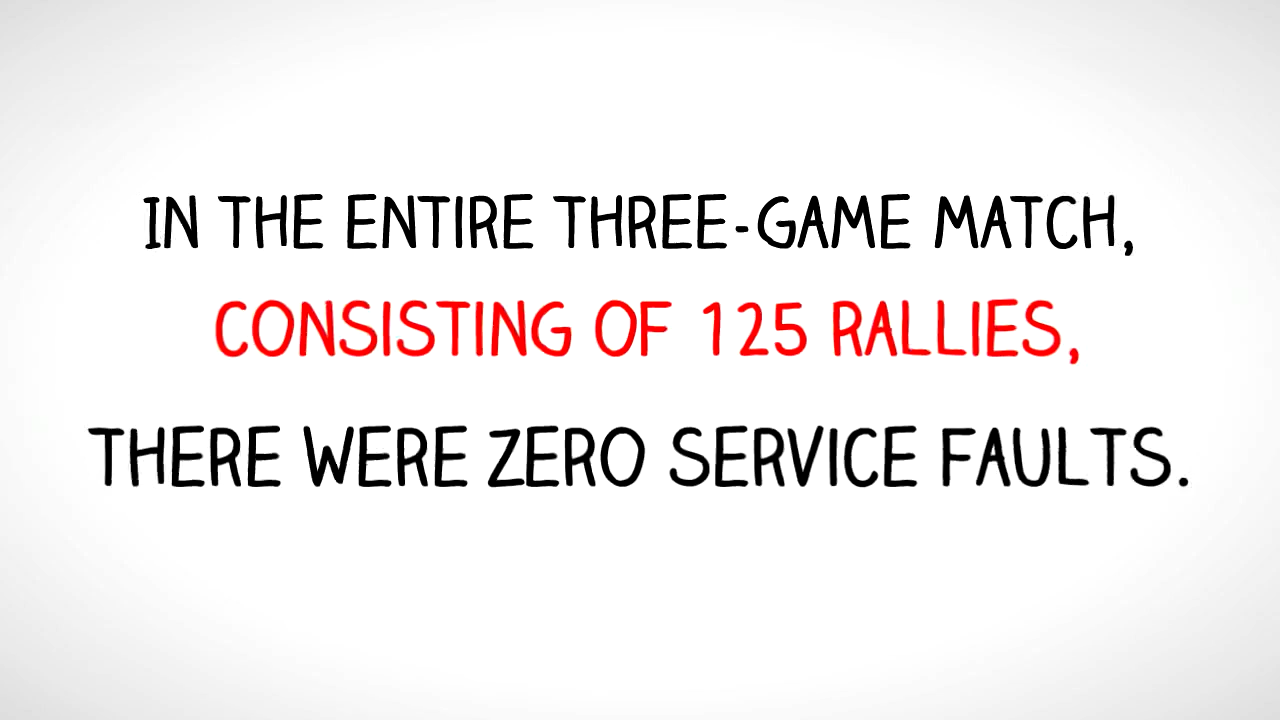 IN THE ENTIRE THREE-GAME MATCH,
CONSISTING OF 125 RALLIES,
THERE WERE ZERO SERVICE FAULTS.